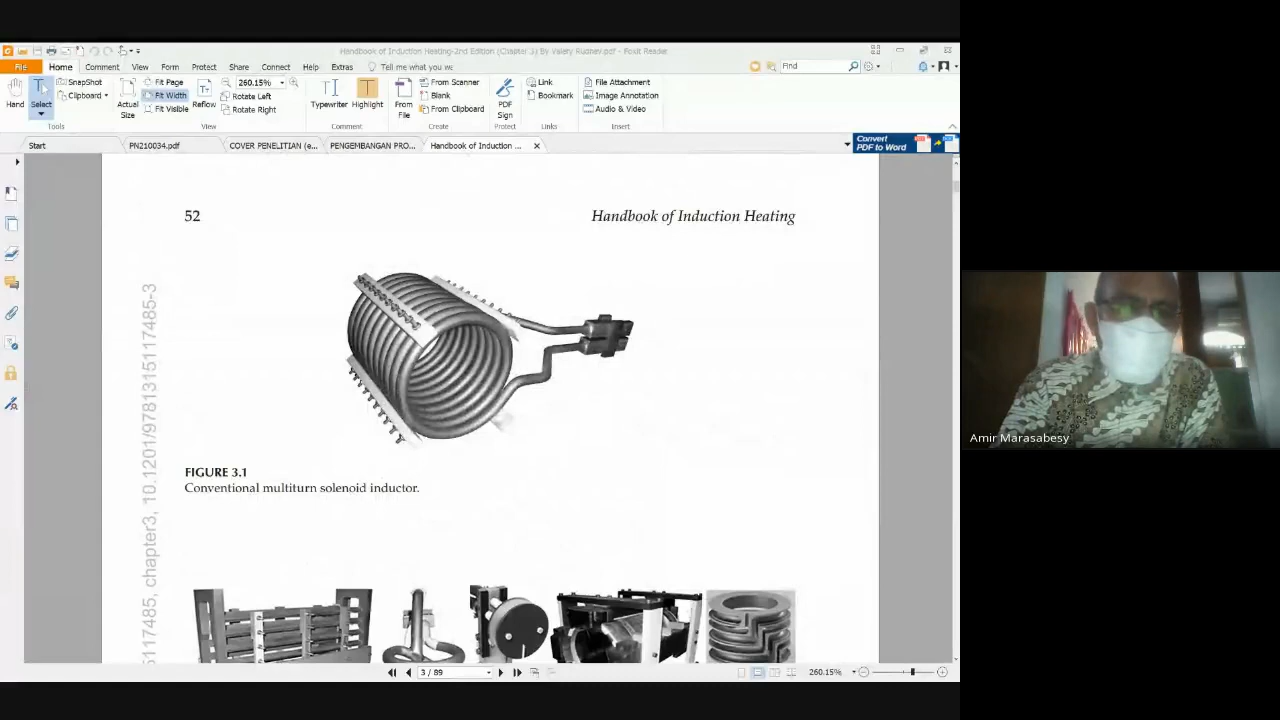 Handbook of Induction Heating-2nd Edition (Chapter 3) By Valery Rudnev.pdf - Foxit Reader
File Home Comment View Form Protect Share Connect Help Extras Tell me what you w
Find
Hand
Select
SnapShot
Clipboard
Tools
Actual Size
Fit Page
Fit Width
Fit Visible
Reflow
260.15%
Rotate Left
Rotate Right
View
Typewriter
Highlight
Comment
From File
From Scanner
Blank
From Clipboard
Create
PDF Sign
Protect
Link
Bookmark
Links
File Attachment
Image Annotation
Audio & Video
Insert
Start PN210034.pdf COVER PENELITIAN (e... PENGEMBANGAN PRO... Handbook of Induction ...
Convert
PDF to Word
52 Handbook of Induction Heating
FIGURE 3.1
Conventional multiturn solenoid inductor.
5117485, chapter3, 10.1201/9781315117485-3
3 / 89
260.15%
Amir Marasabesy